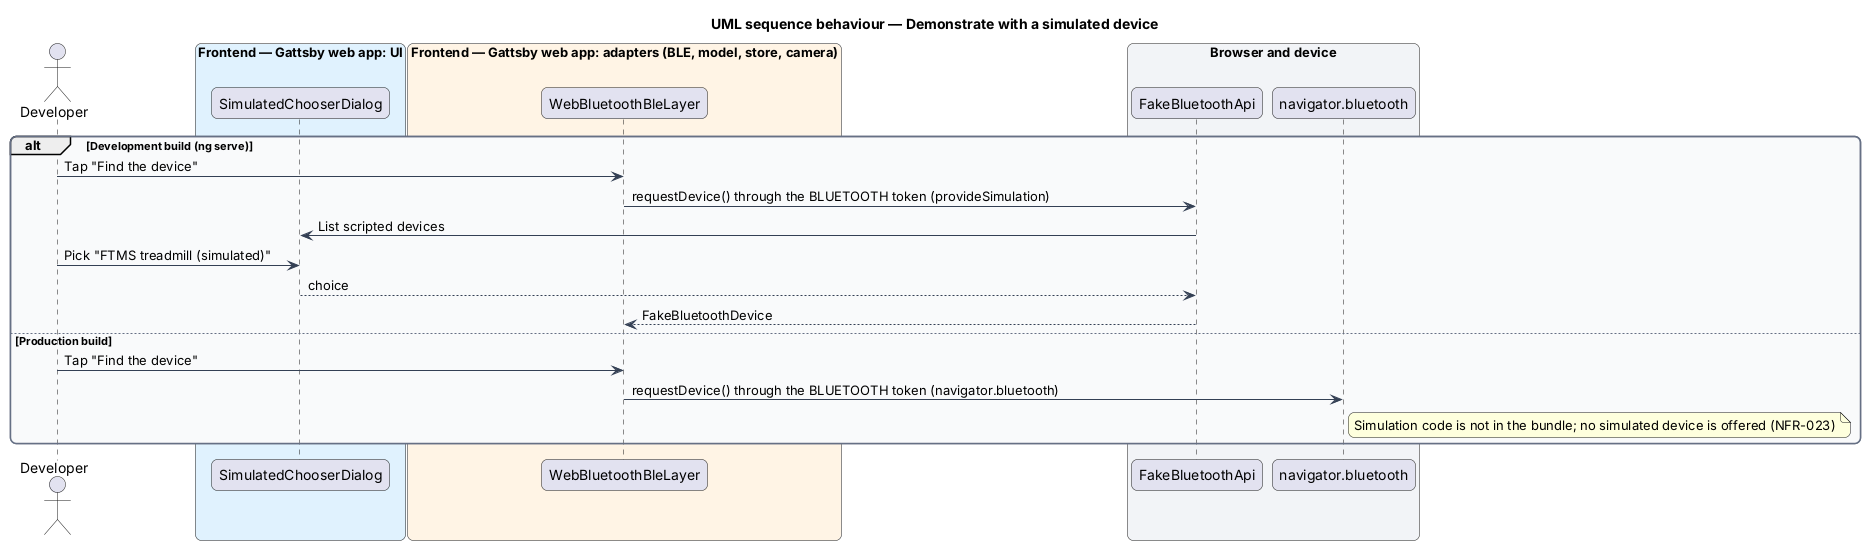 UML sequence behaviour — Demonstrate with a simulated device
Frontend — Gattsby web app: UI
Frontend — Gattsby web app: adapters (BLE, model, store, camera)
Browser and device
Developer
SimulatedChooserDialog
WebBluetoothBleLayer
FakeBluetoothApi
navigator.bluetooth
alt
[Development build (ng serve)]
Tap "Find the device"
requestDevice() through the BLUETOOTH token (provideSimulation)
List scripted devices
Pick "FTMS treadmill (simulated)"
choice
FakeBluetoothDevice
[Production build]
Tap "Find the device"
requestDevice() through the BLUETOOTH token (navigator.bluetooth)
Simulation code is not in the bundle; no simulated device is offered (NFR-023)
Developer
SimulatedChooserDialog
WebBluetoothBleLayer
FakeBluetoothApi
navigator.bluetooth